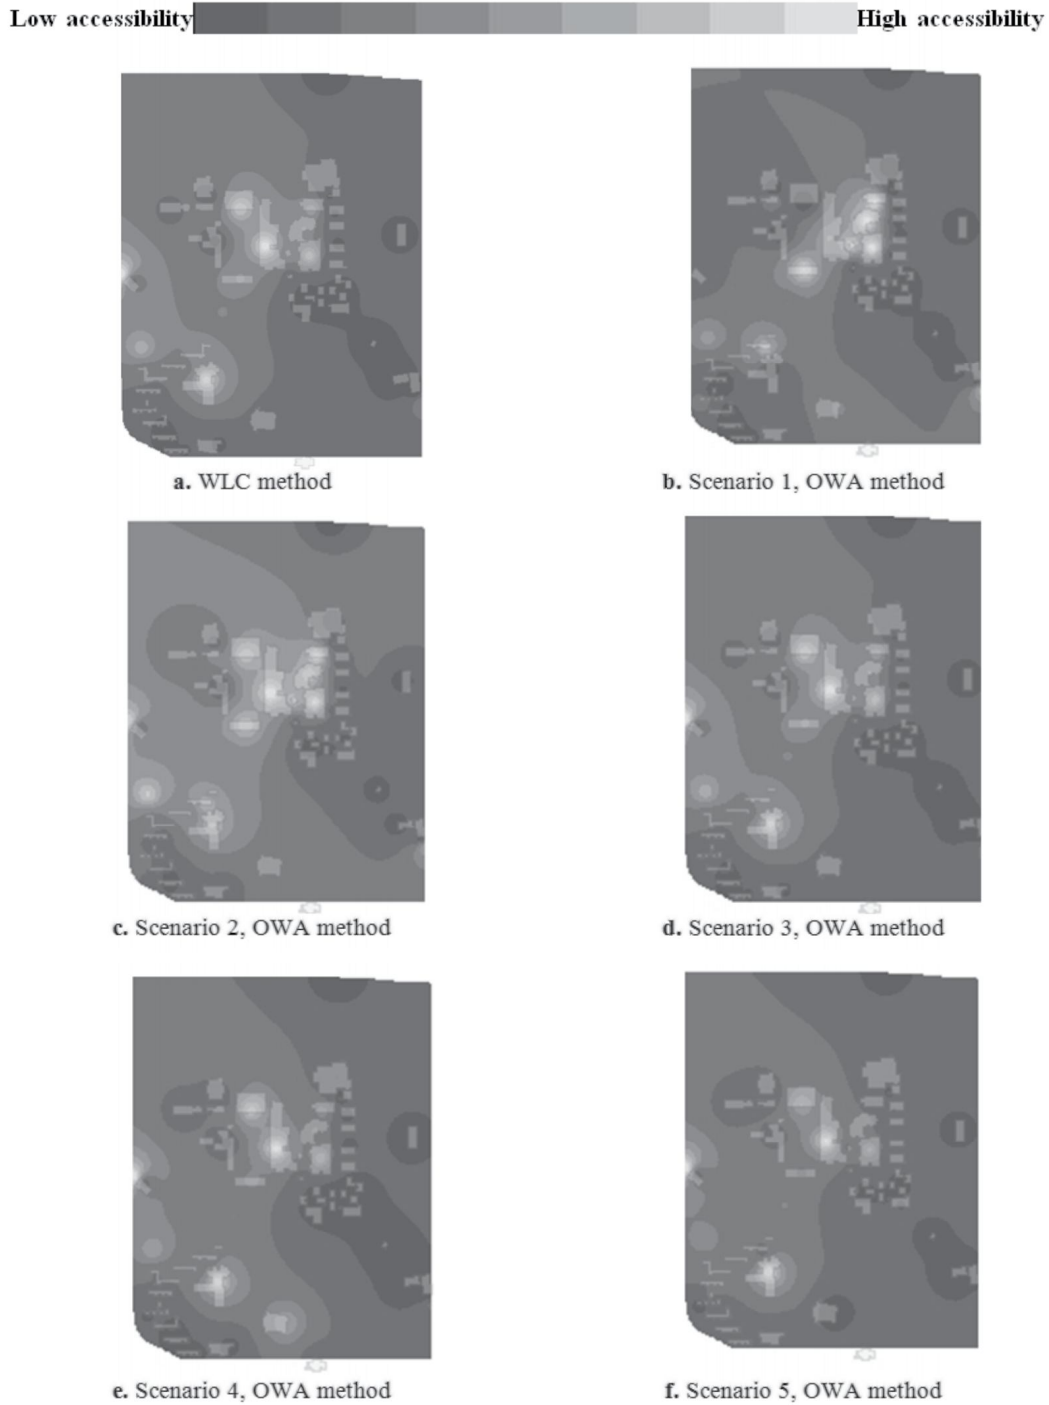 Low accessibility High accessibility
a. WLC method
b. Scenario 1, OWA method
c. Scenario 2, OWA method
d. Scenario 3, OWA method
e. Scenario 4, OWA method
f. Scenario 5, OWA method